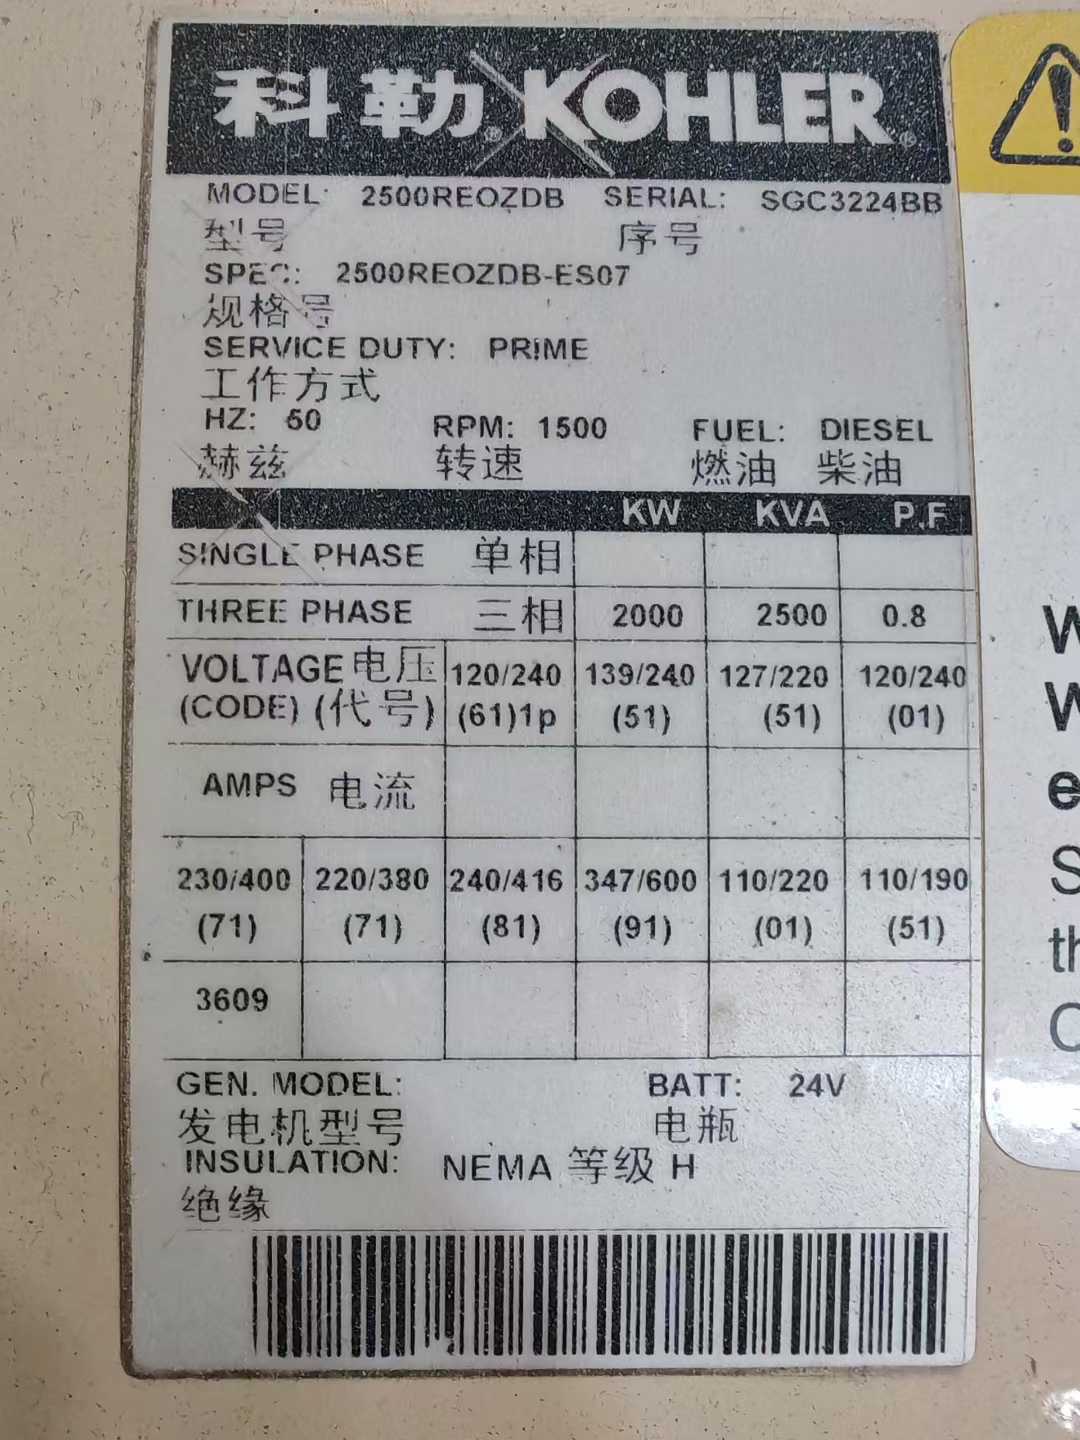 科勒® KOHLER®
MODEL: 2500REOZDB SERIAL: SGC3224BB
型号 序号
SPEC: 2500REOZDB-ES07
规格号
SERVICE DUTY: PRIME
工作方式
HZ: 50 RPM: 1500 FUEL: DIESEL
赫兹 转速 燃油 柴油
KW KVA P.F
SINGLE PHASE 单相
THREE PHASE 三相 2000 2500 0.8
VOLTAGE 电压 120/240 139/240 127/220 120/240
(CODE) (代号) (61)1p (51) (51) (01)
AMPS 电流
230/400 220/380 240/416 347/600 110/220 110/190
(71) (71) (81) (91) (01) (51)
3609
GEN. MODEL: BATT: 24V
发电机型号 电瓶
INSULATION: NEMA 等级 H
绝缘
W
W
e
S
th
C